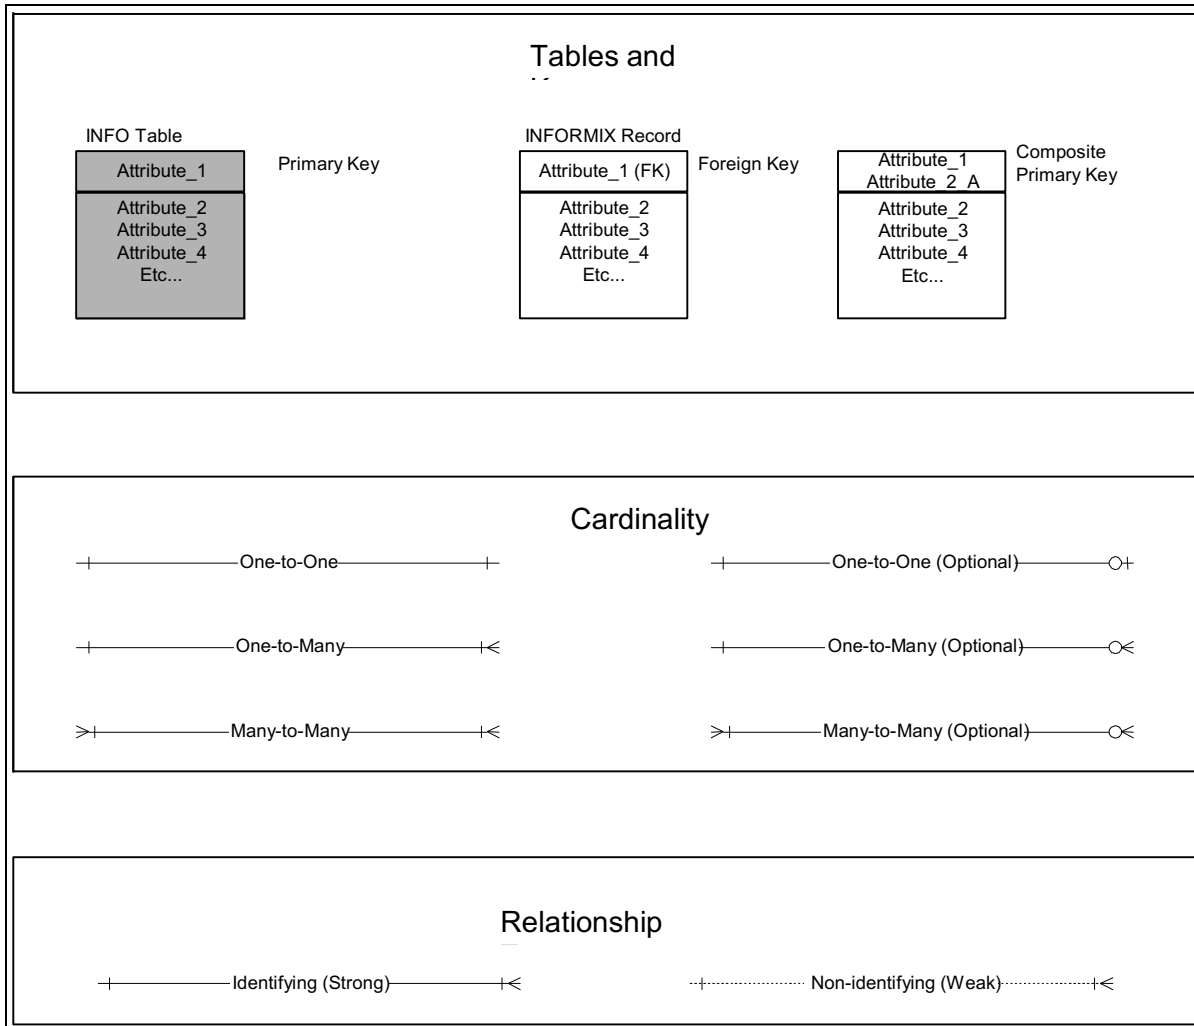 Tables and
INFO Table
Attribute_1
Attribute_2
Attribute_3
Attribute_4
Etc...
Primary Key
INFORMIX Record
Attribute_1 (FK)
Attribute_2
Attribute_3
Attribute_4
Etc...
Foreign Key
Attribute_1
Attribute_2_A
Attribute_2
Attribute_3
Attribute_4
Etc...
Composite
Primary Key
Cardinality
One-to-One
One-to-One (Optional)
One-to-Many
One-to-Many (Optional)
Many-to-Many
Many-to-Many (Optional)
Relationship
Identifying (Strong)
Non-identifying (Weak)